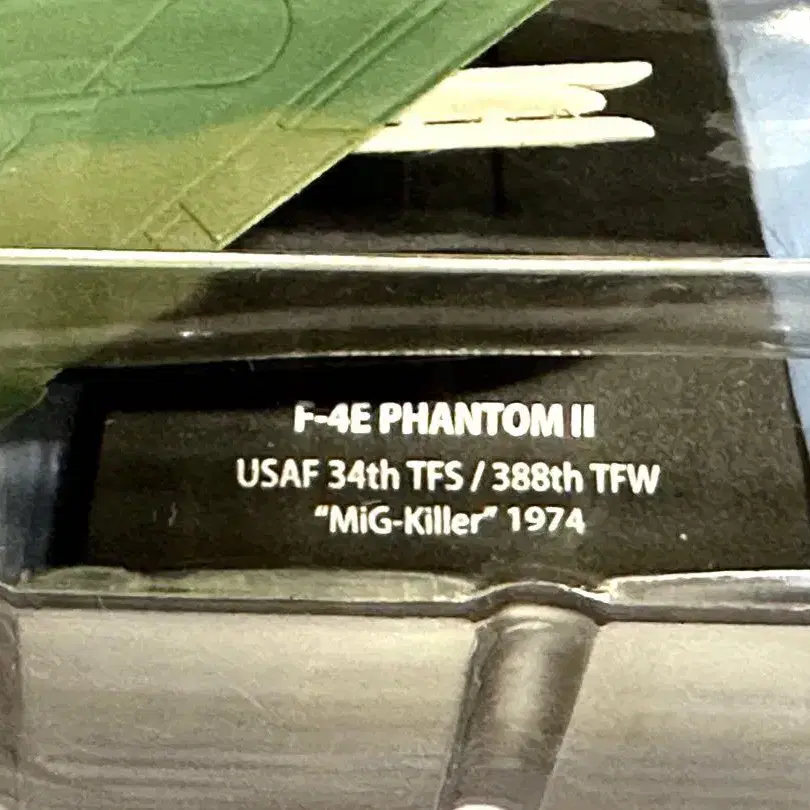 F-4E PHANTOM II
USAF 34th TFS / 388th TFW
“MiG-Killer” 1974